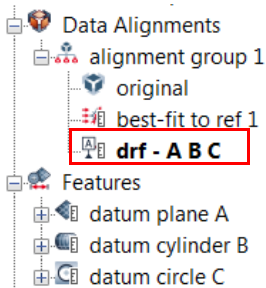 Data Alignments
alignment group 1
original
best-fit to ref 1
drf - A B C
Features
datum plane A
datum cylinder B
datum circle C